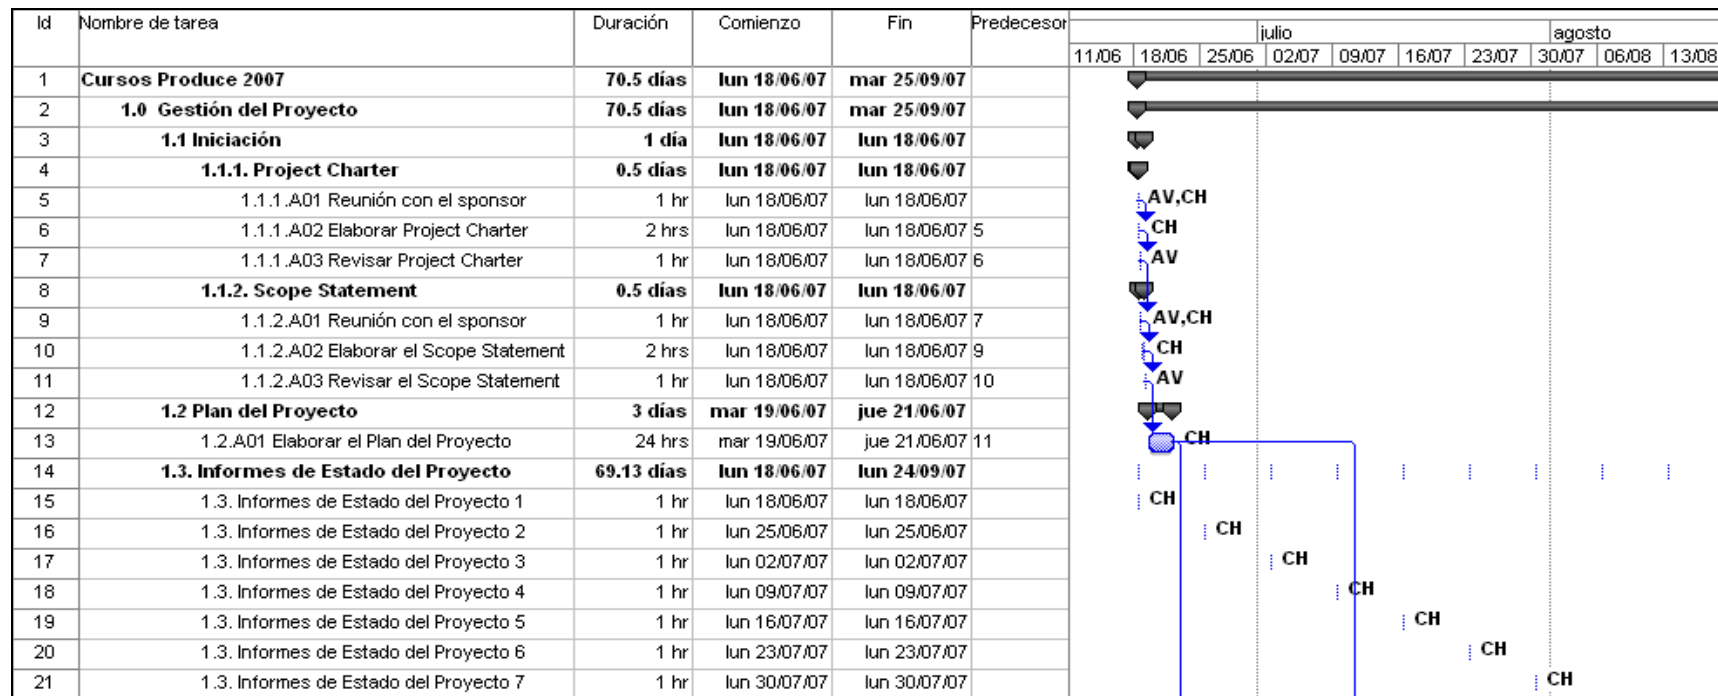 Id Nombre de tarea Duración Comienzo Fin Predecesor
julio agosto
11/06 18/06 25/06 02/07 09/07 16/07 23/07 30/07 06/08 13/08
1 Cursos Produce 2007 70.5 días lun 18/06/07 mar 25/09/07
2 1.0 Gestión del Proyecto 70.5 días lun 18/06/07 mar 25/09/07
3 1.1 Iniciación 1 día lun 18/06/07 lun 18/06/07
4 1.1.1. Project Charter 0.5 días lun 18/06/07 lun 18/06/07
5 1.1.1.A01 Reunión con el sponsor 1 hr lun 18/06/07 lun 18/06/07 AV,CH
6 1.1.1.A02 Elaborar Project Charter 2 hrs lun 18/06/07 lun 18/06/07 5 CH
7 1.1.1.A03 Revisar Project Charter 1 hr lun 18/06/07 lun 18/06/07 6 AV
8 1.1.2. Scope Statement 0.5 días lun 18/06/07 lun 18/06/07
9 1.1.2.A01 Reunión con el sponsor 1 hr lun 18/06/07 lun 18/06/07 7 AV,CH
10 1.1.2.A02 Elaborar el Scope Statement 2 hrs lun 18/06/07 lun 18/06/07 9 CH
11 1.1.2.A03 Revisar el Scope Statement 1 hr lun 18/06/07 lun 18/06/07 10 AV
12 1.2 Plan del Proyecto 3 días mar 19/06/07 jue 21/06/07
13 1.2.A01 Elaborar el Plan del Proyecto 24 hrs mar 19/06/07 jue 21/06/07 11 CH
14 1.3. Informes de Estado del Proyecto 69.13 días lun 18/06/07 lun 24/09/07
15 1.3. Informes de Estado del Proyecto 1 1 hr lun 18/06/07 lun 18/06/07 CH
16 1.3. Informes de Estado del Proyecto 2 1 hr lun 25/06/07 lun 25/06/07 CH
17 1.3. Informes de Estado del Proyecto 3 1 hr lun 02/07/07 lun 02/07/07 CH
18 1.3. Informes de Estado del Proyecto 4 1 hr lun 09/07/07 lun 09/07/07 CH
19 1.3. Informes de Estado del Proyecto 5 1 hr lun 16/07/07 lun 16/07/07 CH
20 1.3. Informes de Estado del Proyecto 6 1 hr lun 23/07/07 lun 23/07/07 CH
21 1.3. Informes de Estado del Proyecto 7 1 hr lun 30/07/07 lun 30/07/07 CH